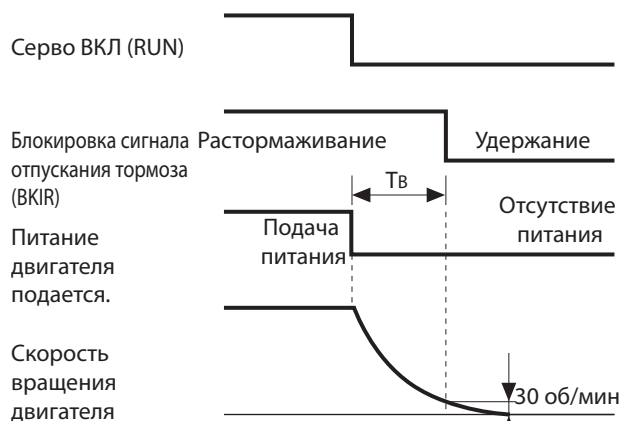 Серво ВКЛ (RUN)
Блокировка сигнала
отпускания тормоза
(BKIR)
Растормаживание
Удержание
TB
Питание
двигателя
подается.
Подача
питания
Отсутствие
питания
Скорость
вращения
двигателя
30 об/мин